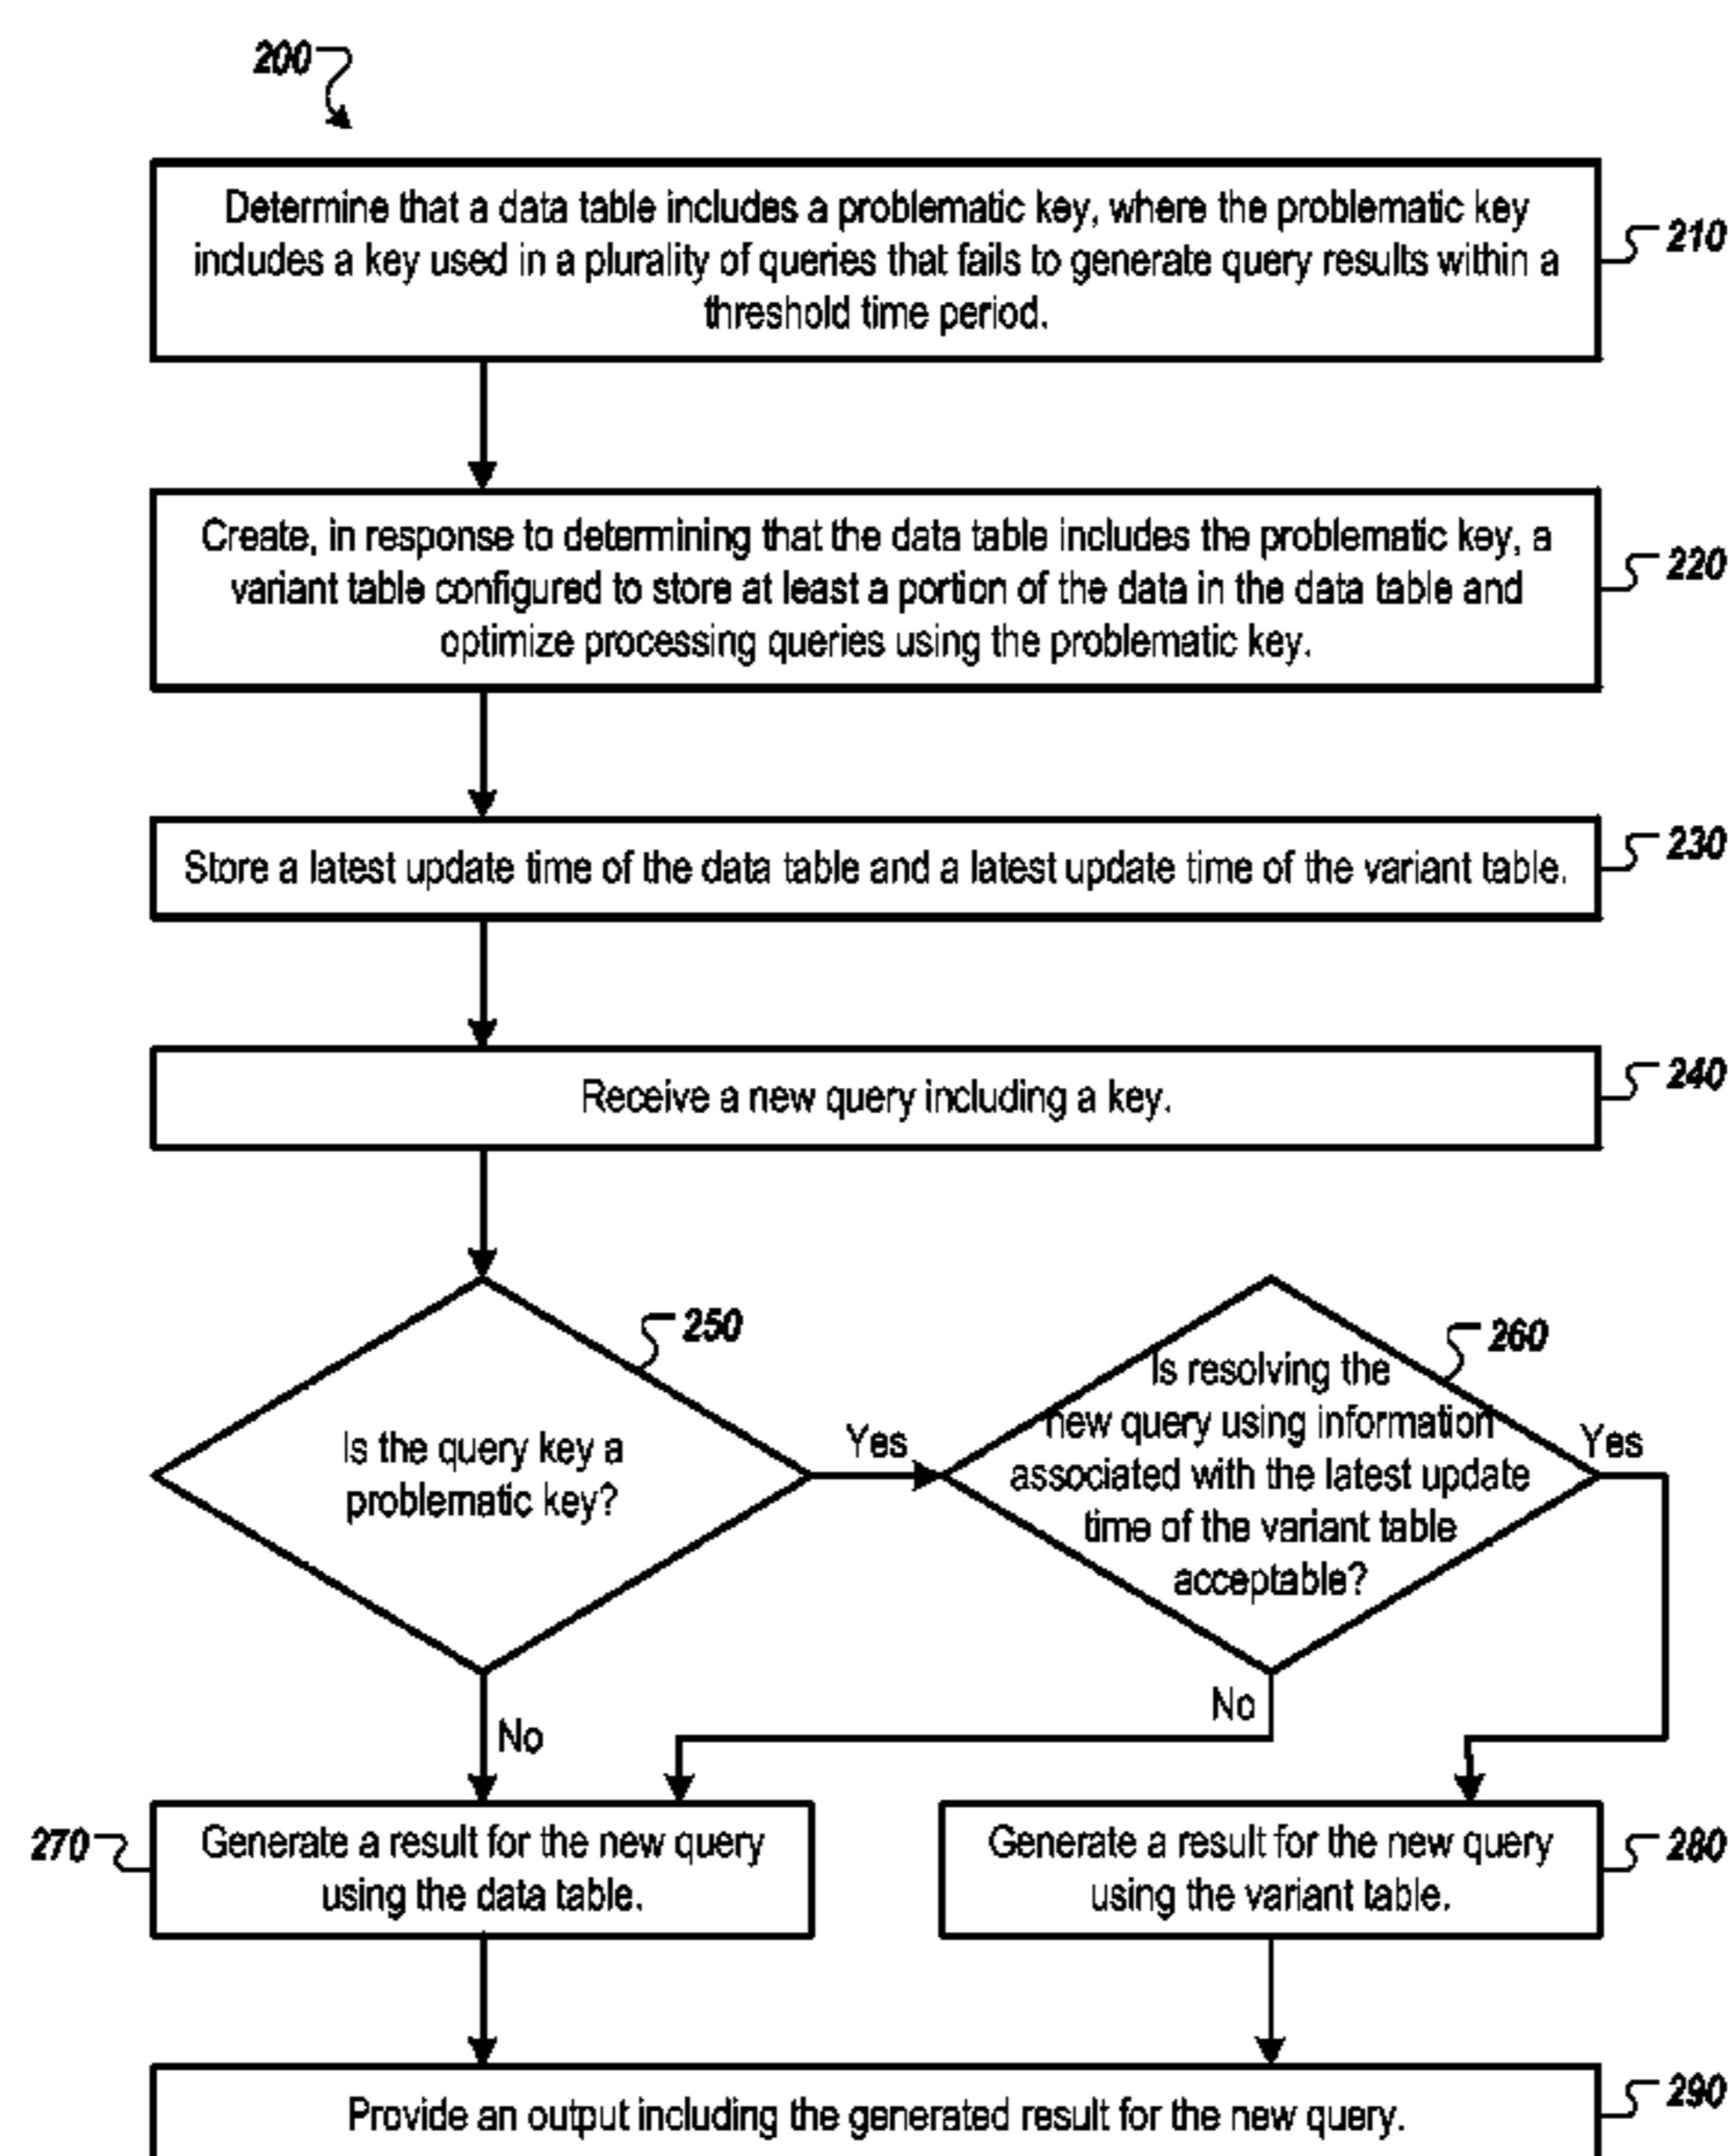 200
Determine that a data table includes a problematic key, where the problematic key
includes a key used in a plurality of queries that fails to generate query results within a
threshold time period.
210
Create, in response to determining that the data table includes the problematic key, a
variant table configured to store at least a portion of the data in the data table and
optimize processing queries using the problematic key.
220
Store a latest update time of the data table and a latest update time of the variant table.
230
Receive a new query including a key.
240
Is the query key a
problematic key?
250
Yes
No
Is resolving the
new query using information
associated with the latest update
time of the variant table
acceptable?
260
Yes
No
270
Generate a result for the new query
using the data table.
Generate a result for the new query
using the variant table.
280
Provide an output including the generated result for the new query.
290